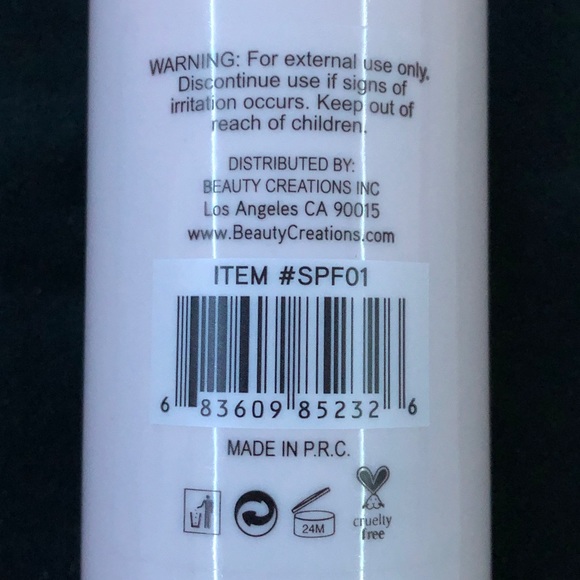 WARNING: For external use only.
Discontinue use if signs of
irritation occurs. Keep out of
reach of children.
DISTRIBUTED BY:
BEAUTY CREATIONS INC
Los Angeles CA 90015
www.BeautyCreations.com
ITEM #SPF01
6 83609 85232 6
MADE IN P.R.C.
24M
cruelty
free